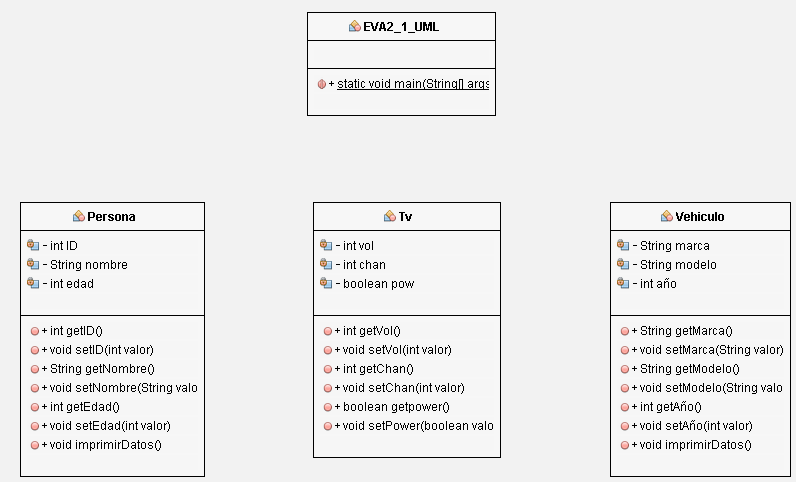 EVA2_1_UML
+ static void main(String[] args
Persona
- int ID
- String nombre
- int edad
+ int getID()
+ void setID(int valor)
+ String getNombre()
+ void setNombre(String valo
+ int getEdad()
+ void setEdad(int valor)
+ void imprimirDatos()
Tv
- int vol
- int chan
- boolean pow
+ int getVol()
+ void setVol(int valor)
+ int getChan()
+ void setChan(int valor)
+ boolean getpower()
+ void setPower(boolean valo
Vehiculo
- String marca
- String modelo
- int año
+ String getMarca()
+ void setMarca(String valor)
+ String getModelo()
+ void setModelo(String valo
+ int getAño()
+ void setAño(int valor)
+ void imprimirDatos()